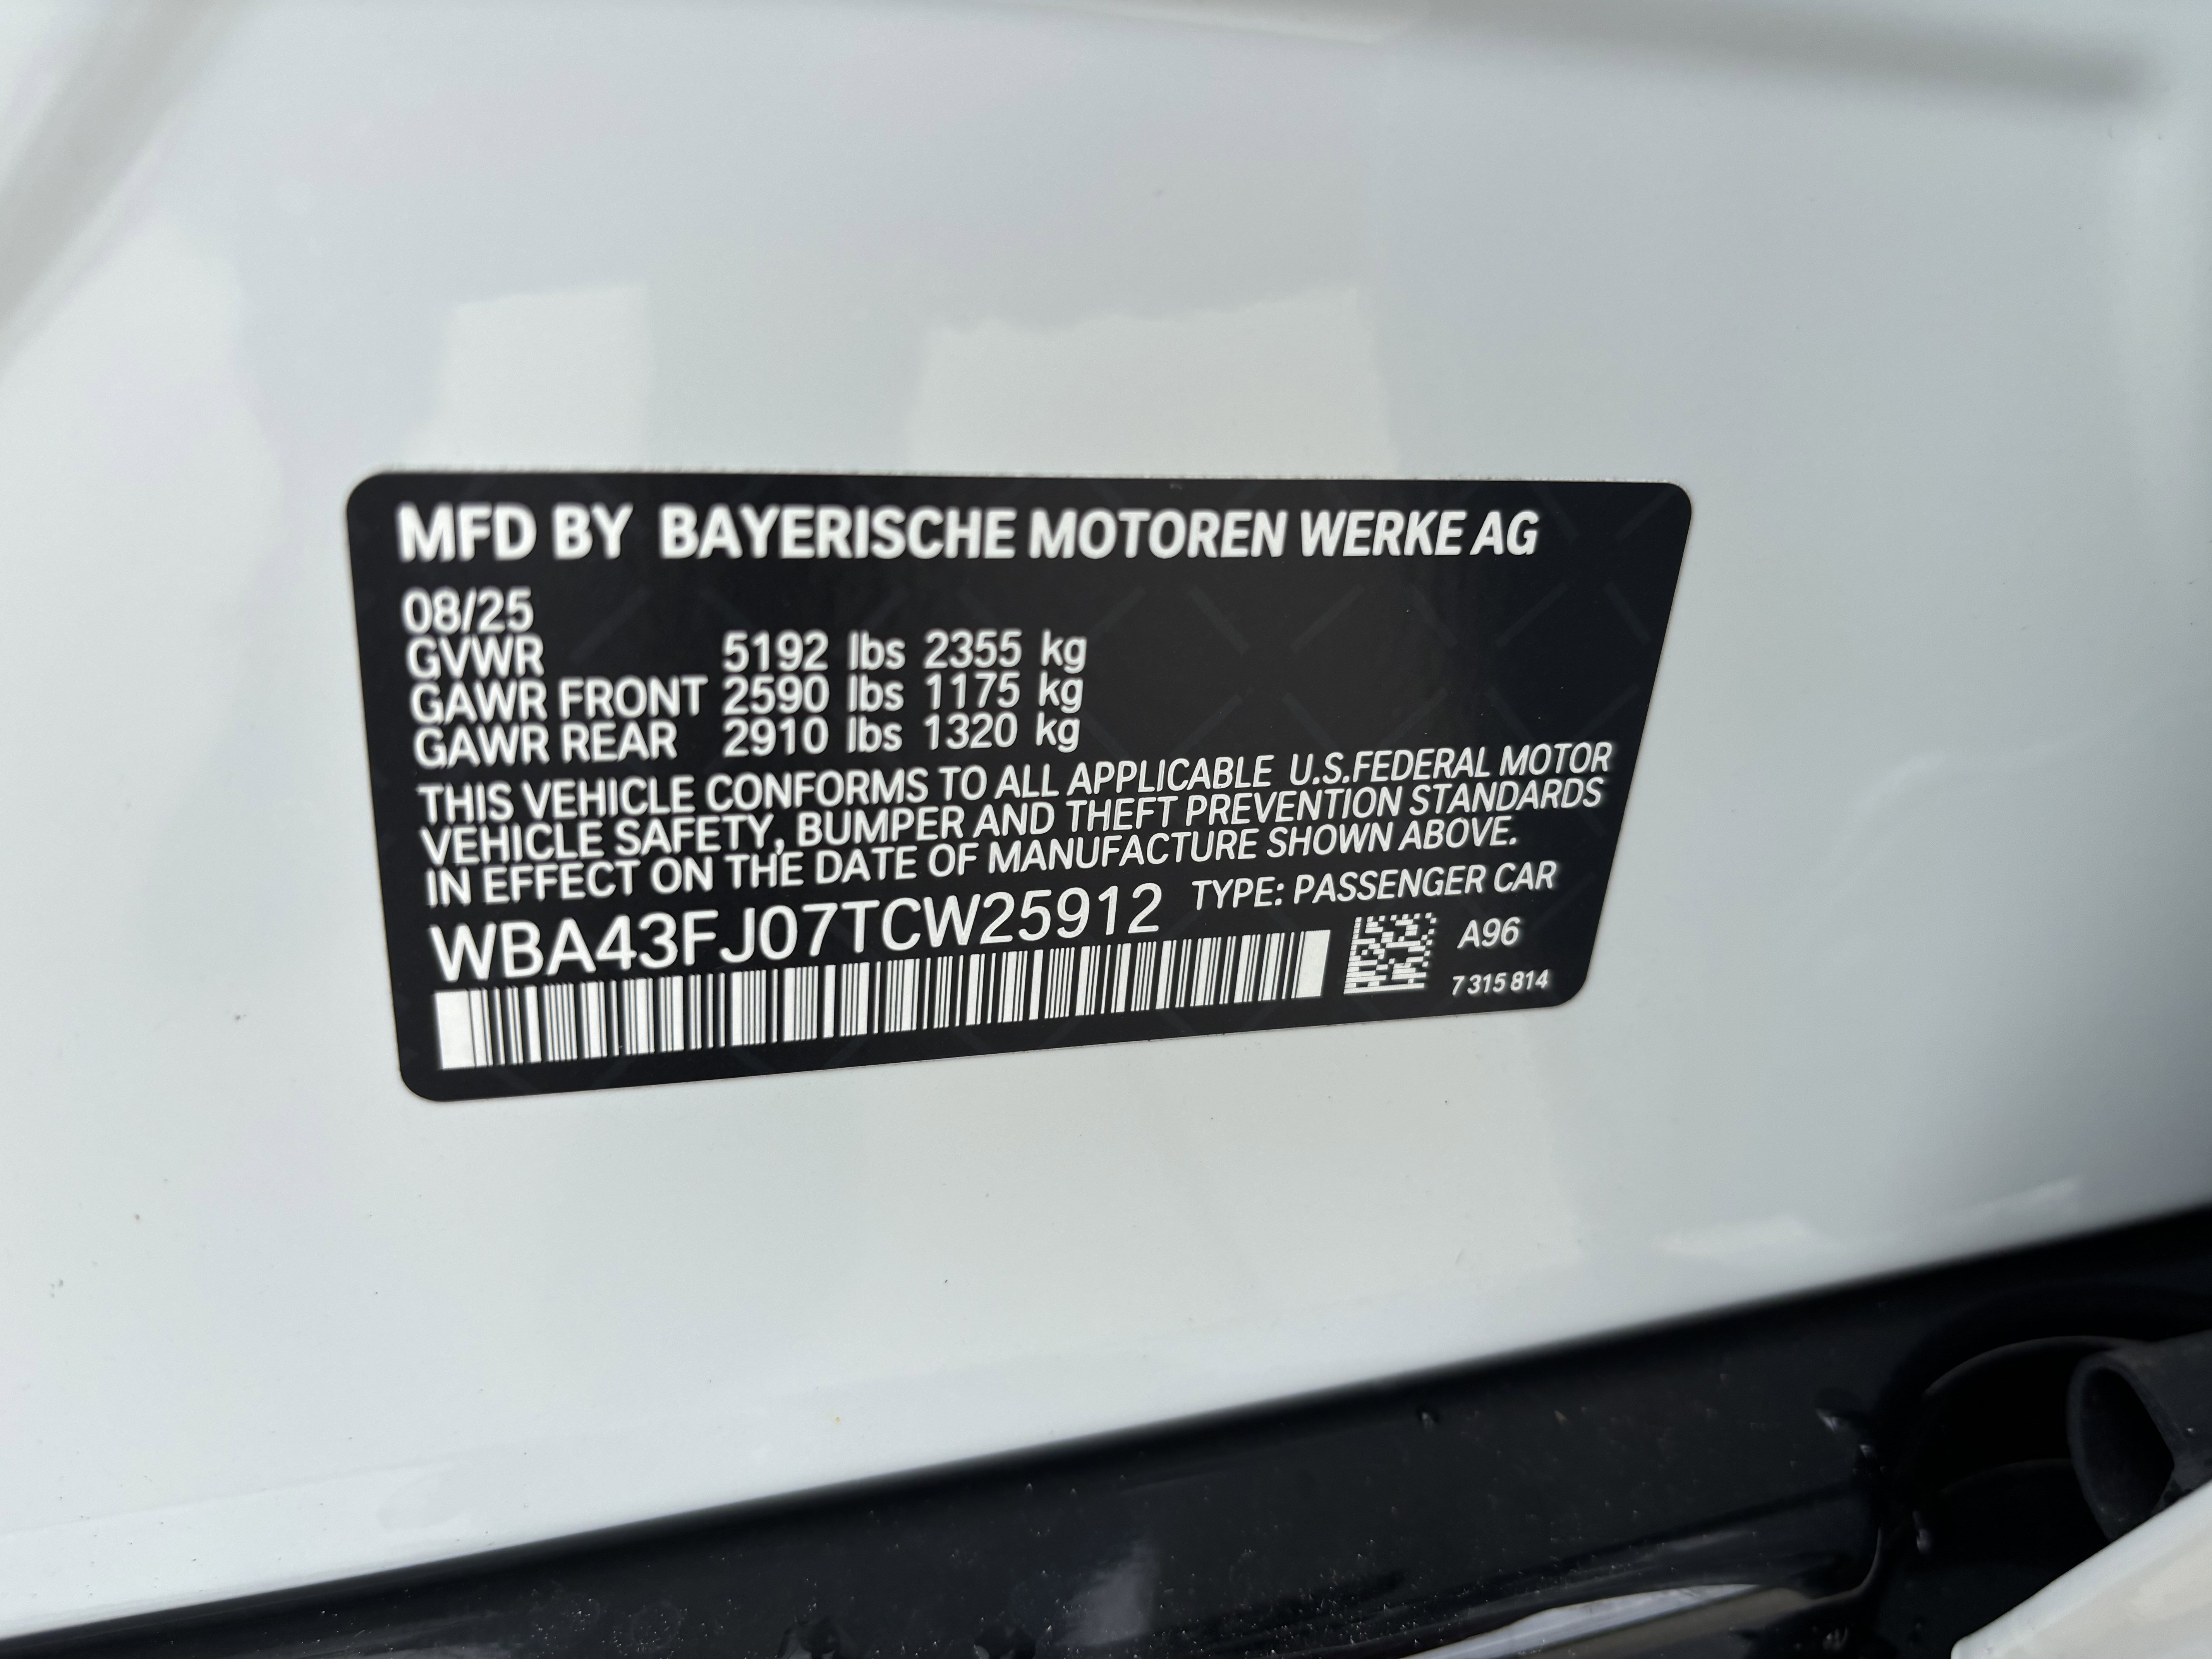 MFD BY BAYERISCHE MOTOREN WERKE AG
08/25
GVWR 5192 lbs 2355 kg
GAWR FRONT 2590 lbs 1175 kg
GAWR REAR 2910 lbs 1320 kg
THIS VEHICLE CONFORMS TO ALL APPLICABLE U.S.FEDERAL MOTOR
VEHICLE SAFETY, BUMPER AND THEFT PREVENTION STANDARDS
IN EFFECT ON THE DATE OF MANUFACTURE SHOWN ABOVE.
WBA43FJ07TCW25912 TYPE: PASSENGER CAR
A96
7 315 814